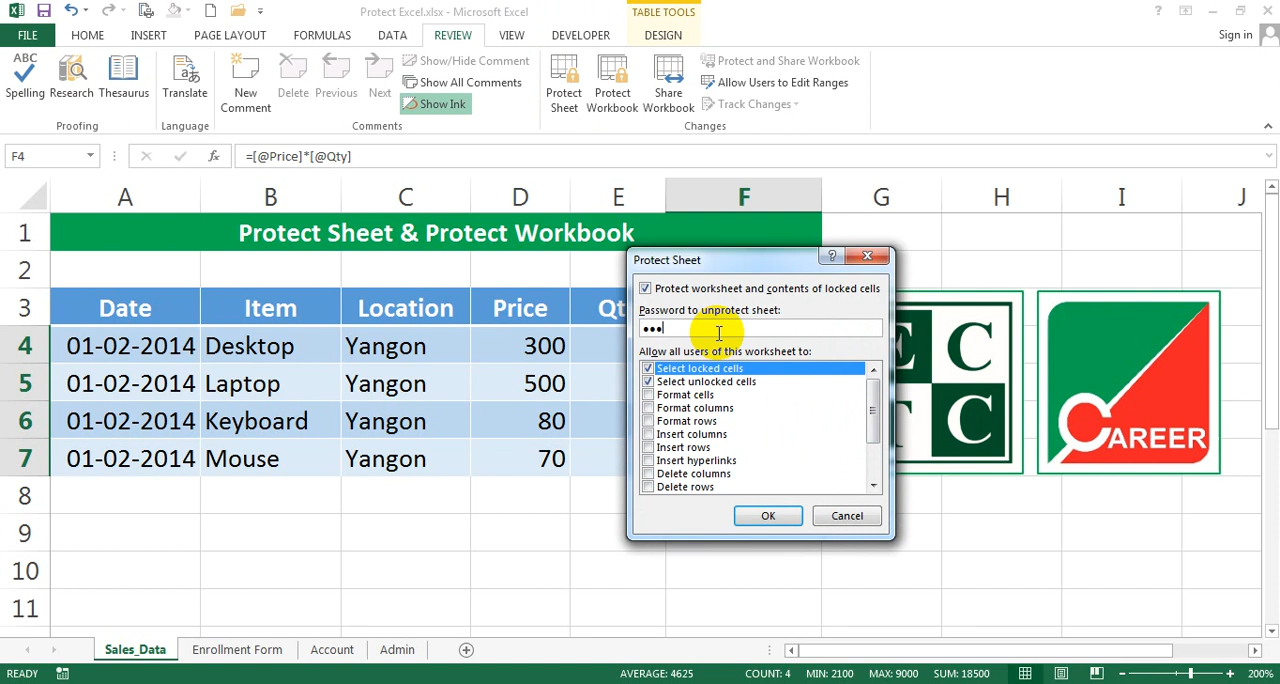 Protect Excel.xlsx - Microsoft Excel
TABLE TOOLS
FILE HOME INSERT PAGE LAYOUT FORMULAS DATA REVIEW VIEW DEVELOPER DESIGN Sign in
ABC
Spelling Research Thesaurus
Proofing
Translate
Language
New Comment
Delete Previous Next
Show/Hide Comment
Show All Comments
Show Ink
Comments
Protect Sheet
Protect Workbook
Share Workbook
Protect and Share Workbook
Allow Users to Edit Ranges
Track Changes
Changes
F4 fx =[@Price]*[@Qty]
A B C D E F G H I J
1 Protect Sheet & Protect Workbook
2
3 Date Item Location Price
4 01-02-2014 Desktop Yangon 300
5 01-02-2014 Laptop Yangon 500
6 01-02-2014 Keyboard Yangon 80
7 01-02-2014 Mouse Yangon 70
8
9
10
11
Protect Sheet
Protect worksheet and contents of locked cells
Password to unprotect sheet:
•••
Allow all users of this worksheet to:
Select locked cells
Select unlocked cells
Format cells
Format columns
Format rows
Insert columns
Insert rows
Insert hyperlinks
Delete columns
Delete rows
OK Cancel
C
C
CAREER
Sales_Data Enrollment Form Account Admin
READY AVERAGE: 4625 COUNT: 4 MIN: 2100 MAX: 9000 SUM: 18500 200%